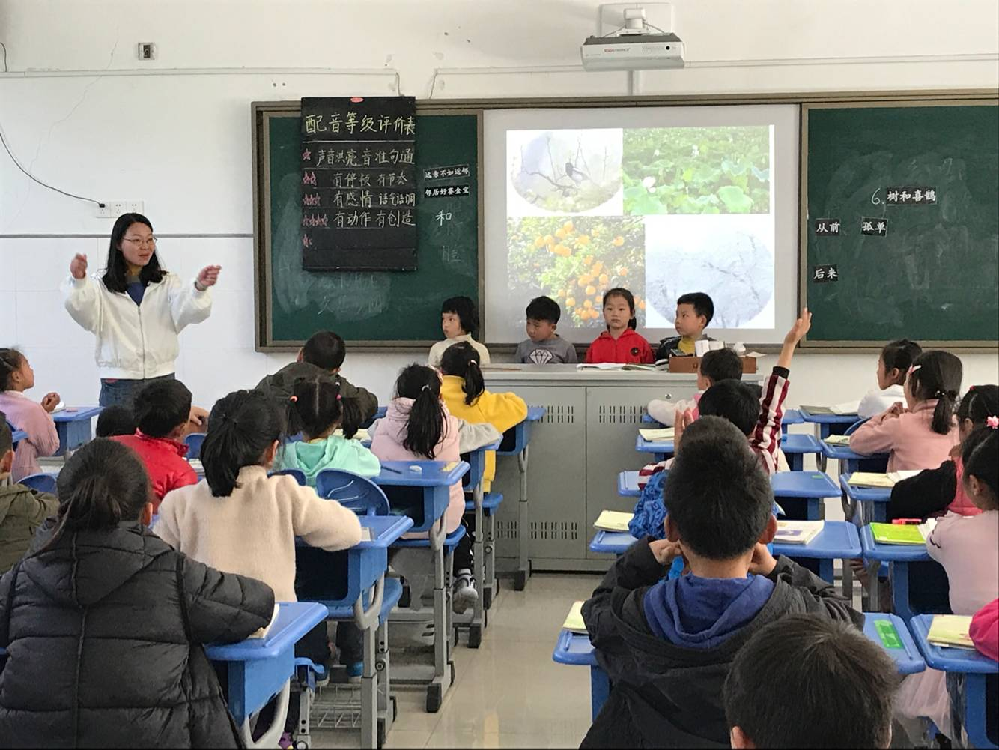 配音等级评价表
声音洪亮 音准句通
有停顿 有节奏
有感情 语气语调
有动作 有创造
远亲不如近邻
邻居好赛金宝
和
6.树和喜鹊
从前 孤单
后来